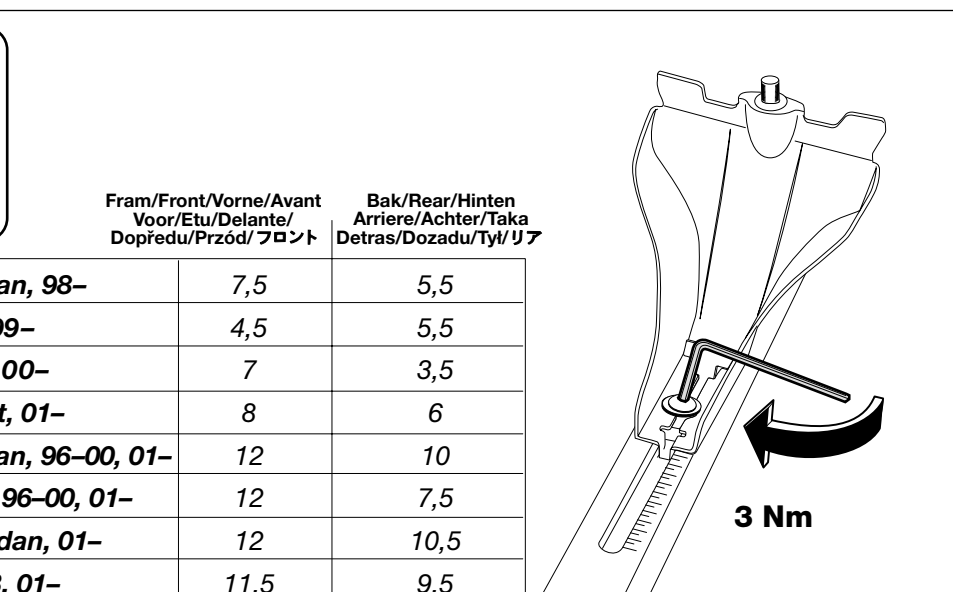 Fram/Front/Vorne/Avant
Voor/Etu/Delante/
Dopředu/Przód/フロント
Bak/Rear/Hinten
Arriere/Achter/Taka
Detras/Dozadu/Tył/リア
an, 98– 7,5 5,5
99– 4,5 5,5
00– 7 3,5
t, 01– 8 6
an, 96–00, 01– 12 10
96–00, 01– 12 7,5
dan, 01– 12 10,5
01– 11,5 9,5
3 Nm